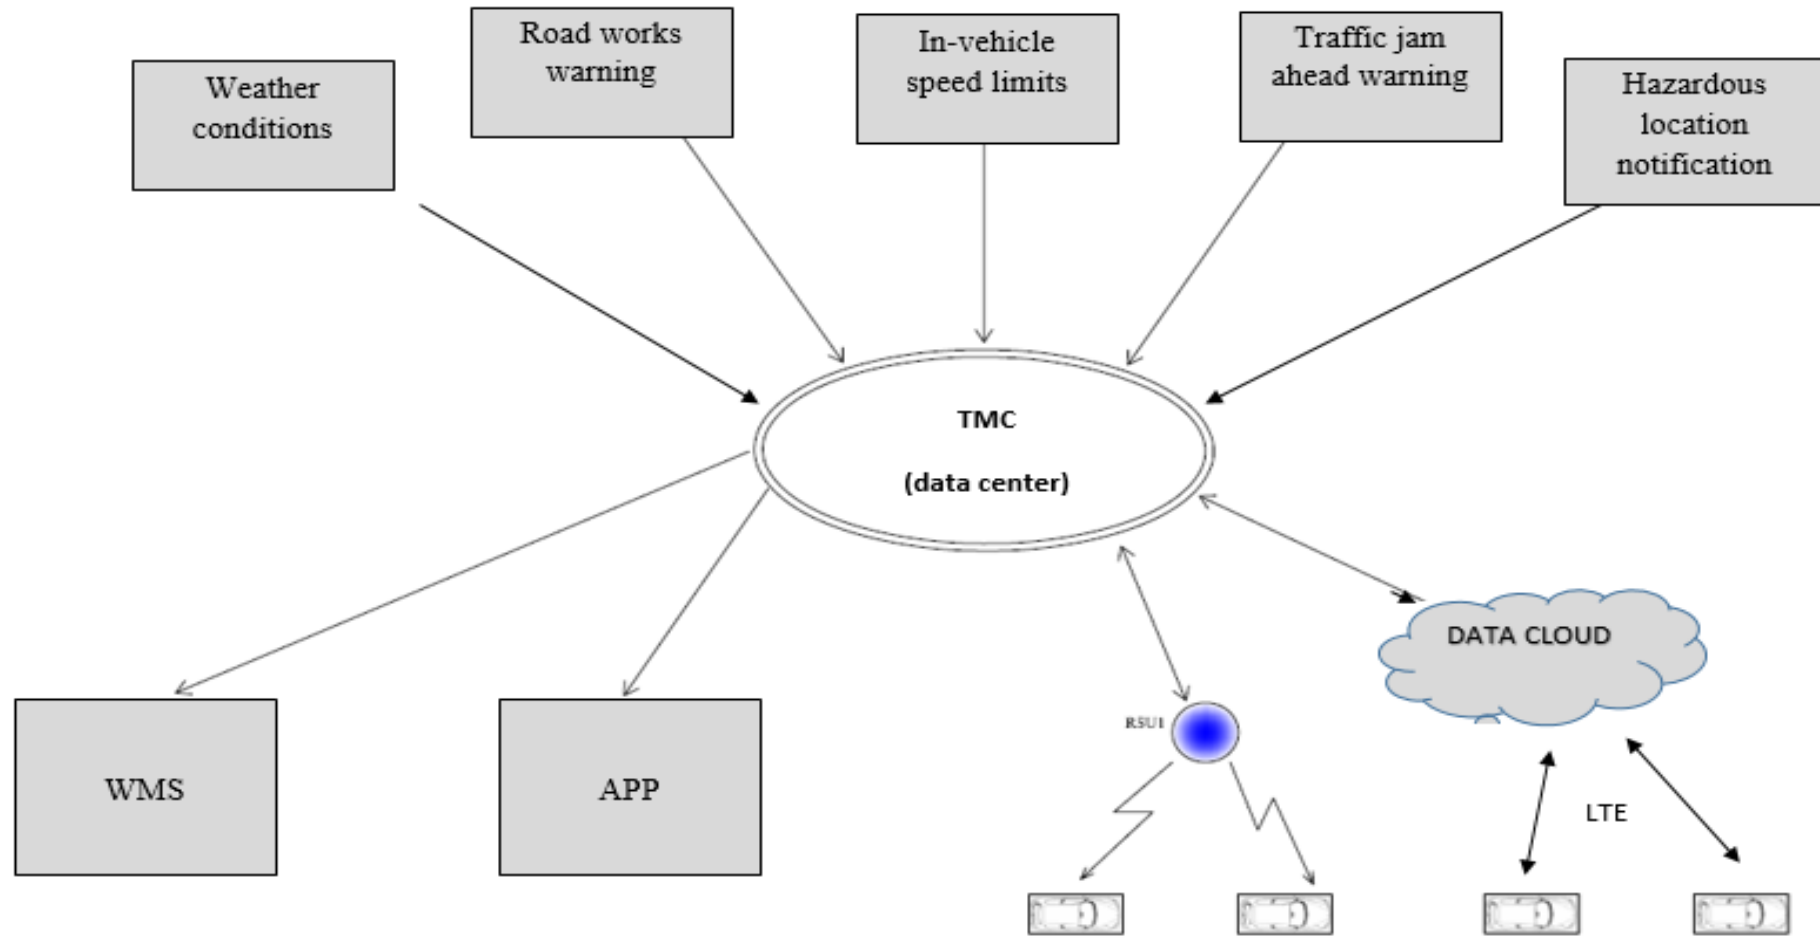 Weather
conditions
Road works
warning
In-vehicle
speed limits
Traffic jam
ahead warning
Hazardous
location
notification
TMC
(data center)
DATA CLOUD
RSU1
WMS
APP
LTE